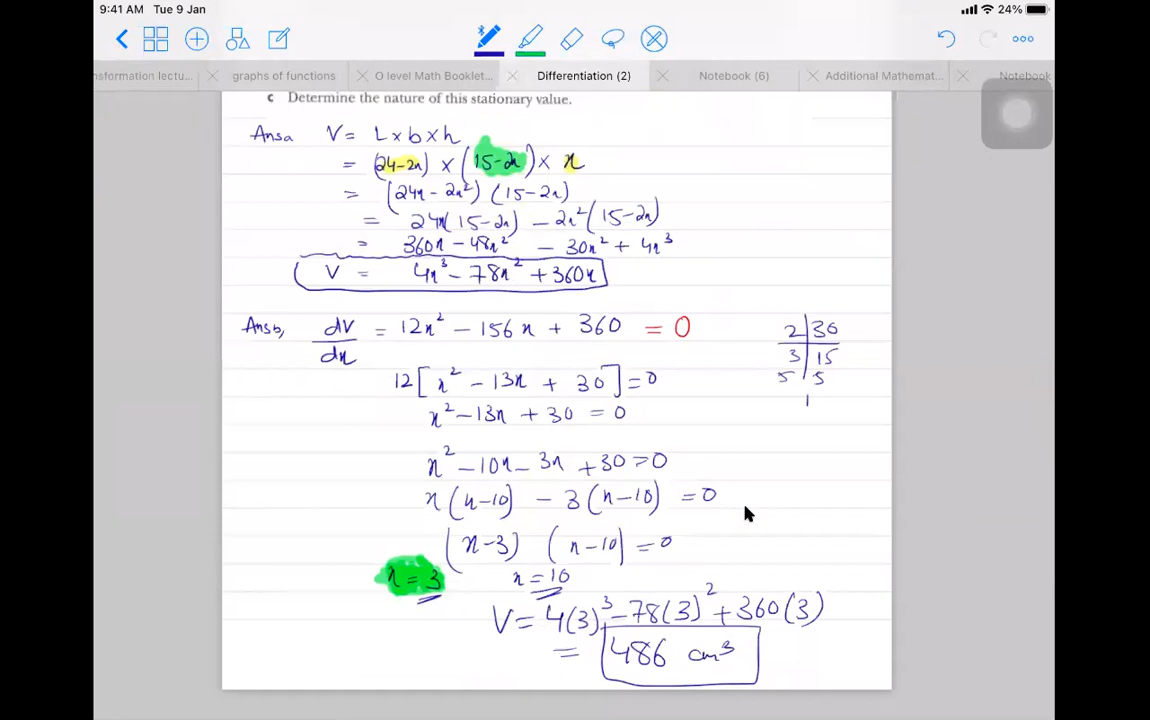 9:41 AM Tue 9 Jan
24%
nsformation lectu...
graphs of functions
O level Math Booklet...
Differentiation (2)
Notebook (6)
Additional Mathemat...
Notebook
c Determine the nature of this stationary value.
Ansa V = L × b × h
= (24-2x) × (15-2x) × x
= (24x - 2x²) (15-2x)
= 24x(15-2x) - 2x²(15-2x)
= 360x - 48x² - 30x² + 4x³
V = 4x³ - 78x² + 360x
Ansb, dV/dx = 12x² - 156x + 360 = 0
2 | 30
3 | 15
5 | 5
1
12[x² - 13x + 30] = 0
x² - 13x + 30 = 0
x² - 10x - 3x + 30 = 0
x(x-10) - 3(x-10) = 0
(x-3) (x-10) = 0
x = 3 x = 10
V = 4(3)³ - 78(3)² + 360(3)
= 486 cm³